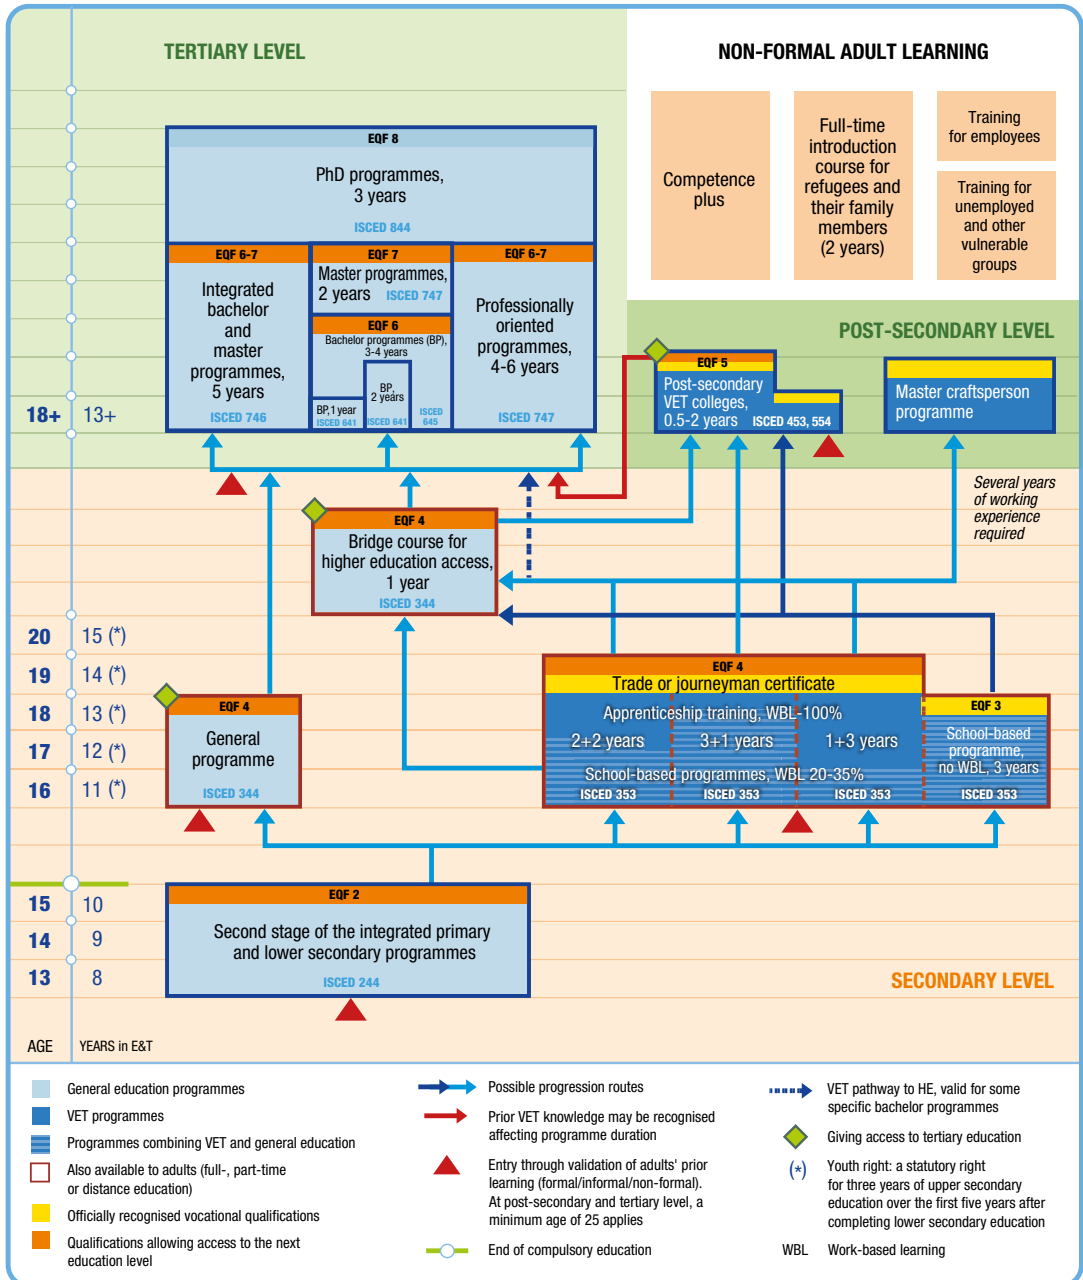 TERTIARY LEVEL
NON-FORMAL ADULT LEARNING
Competence
plus
Full-time
introduction
course for
refugees and
their family
members
(2 years)
Training
for employees
Training for
unemployed
and other
vulnerable
groups
EQF 8
PhD programmes,
3 years
ISCED 844
EQF 6-7
Integrated
bachelor
and
master
programmes,
5 years
ISCED 746
EQF 7
Master programmes,
2 years ISCED 747
EQF 6
Bachelor programmes (BP),
3-4 years
BP, 1 year
ISCED 641
BP,
2 years
ISCED 641
ISCED
645
EQF 6-7
Professionally
oriented
programmes,
4-6 years
ISCED 747
POST-SECONDARY LEVEL
EQF 5
Post-secondary
VET colleges,
0.5-2 years ISCED 453, 554
Master craftsperson
programme
18+ 13+
Several years
of working
experience
required
EQF 4
Bridge course for
higher education access,
1 year
ISCED 344
20 15 (*)
19 14 (*)
18 13 (*)
17 12 (*)
16 11 (*)
EQF 4
General
programme
ISCED 344
EQF 4
Trade or journeyman certificate
Apprenticeship training, WBL-100%
2+2 years 3+1 years 1+3 years
School-based programmes, WBL 20-35%
ISCED 353 ISCED 353 ISCED 353
EQF 3
School-based
programme,
no WBL, 3 years
ISCED 353
15 10
14 9
13 8
EQF 2
Second stage of the integrated primary
and lower secondary programmes
ISCED 244
SECONDARY LEVEL
AGE YEARS in E&T
General education programmes
VET programmes
Programmes combining VET and general education
Also available to adults (full-, part-time
or distance education)
Officially recognised vocational qualifications
Qualifications allowing access to the next
education level
Possible progression routes
Prior VET knowledge may be recognised
affecting programme duration
Entry through validation of adults' prior
learning (formal/informal/non-formal).
At post-secondary and tertiary level, a
minimum age of 25 applies
End of compulsory education
VET pathway to HE, valid for some
specific bachelor programmes
Giving access to tertiary education
(*) Youth right: a statutory right
for three years of upper secondary
education over the first five years after
completing lower secondary education
WBL Work-based learning